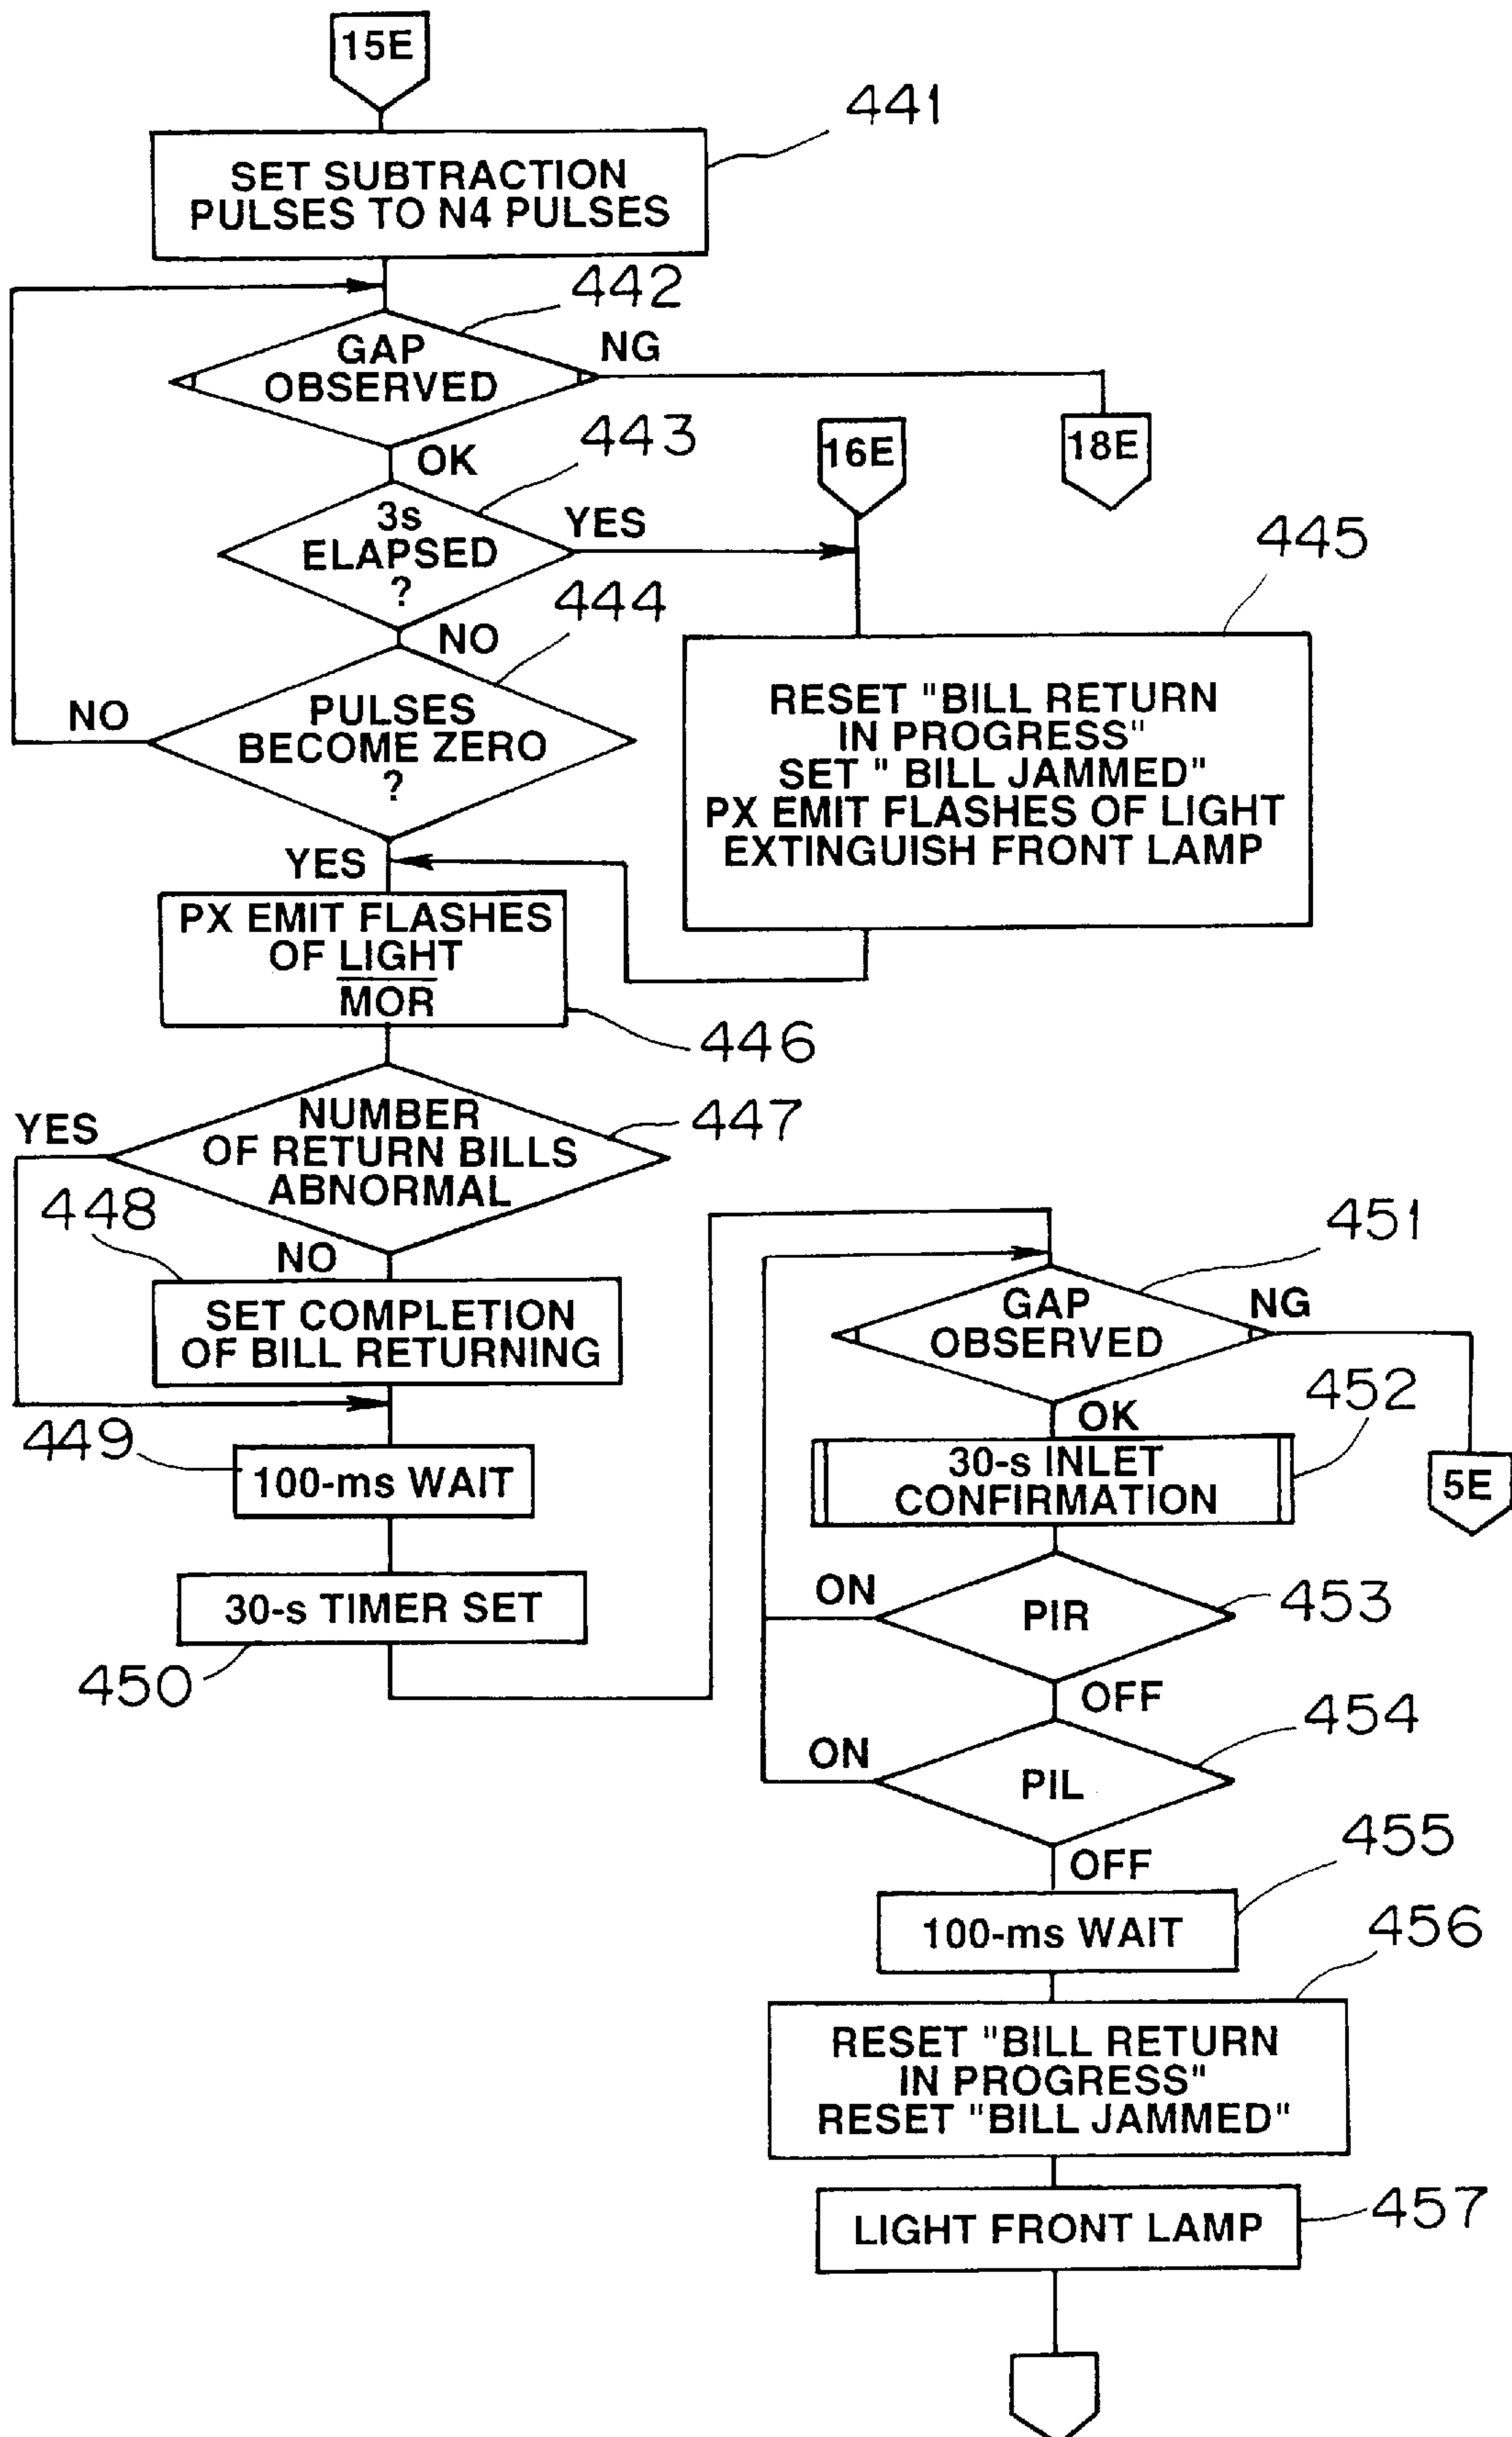 15E
441
SET SUBTRACTION
PULSES TO N4 PULSES
442
GAP
OBSERVED
NG
18E
OK
443
16E
3s
ELAPSED
?
YES
445
444
NO
PULSES
BECOME ZERO
?
NO
RESET "BILL RETURN
IN PROGRESS"
SET " BILL JAMMED"
PX EMIT FLASHES OF LIGHT
EXTINGUISH FRONT LAMP
YES
PX EMIT FLASHES
OF LIGHT
MOR
446
YES
NUMBER
OF RETURN BILLS
ABNORMAL
447
448
NO
SET COMPLETION
OF BILL RETURNING
449
100-ms WAIT
30-s TIMER SET
450
451
GAP
OBSERVED
NG
5E
OK
452
30-s INLET
CONFIRMATION
ON
PIR
453
OFF
454
ON
PIL
OFF
455
100-ms WAIT
456
RESET "BILL RETURN
IN PROGRESS"
RESET "BILL JAMMED"
LIGHT FRONT LAMP
457